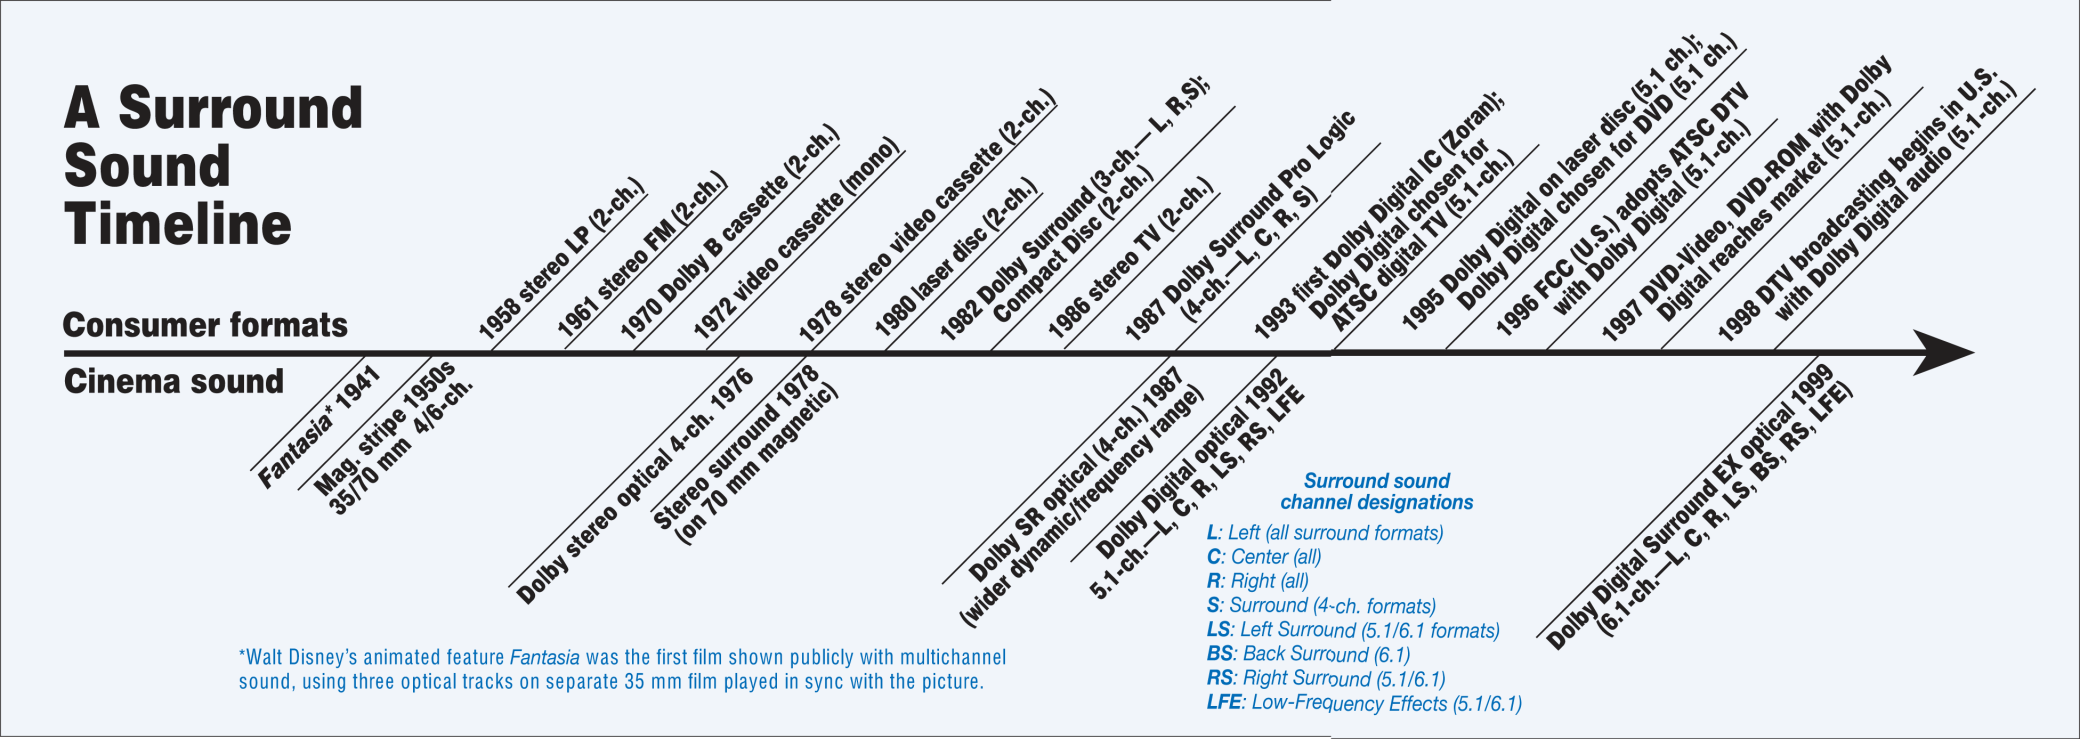 A Surround
Sound
Timeline
Consumer formats
1958 stereo LP (2-ch.)
1961 stereo FM (2-ch.)
1970 Dolby B cassette (2-ch.)
1972 video cassette (mono)
1978 stereo video cassette (2-ch.)
1980 laser disc (2-ch.)
1982 Dolby Surround (3-ch.— L, R,S);
Compact Disc (2-ch.)
1986 stereo TV (2-ch.)
1987 Dolby Surround Pro Logic
(4-ch.—L, C, R, S)
1993 first Dolby Digital IC (Zoran);
Dolby Digital chosen for
ATSC digital TV (5.1-ch.)
1995 Dolby Digital on laser disc (5.1 ch.);
Dolby Digital chosen for DVD (5.1 ch.)
1996 FCC (U.S.) adopts ATSC DTV
with Dolby Digital (5.1-ch.)
1997 DVD-Video, DVD-ROM with Dolby
Digital reaches market (5.1-ch.)
1998 DTV broadcasting begins in U.S.
with Dolby Digital audio (5.1-ch.)
Cinema sound
Fantasia* 1941
Mag. stripe 1950s
35/70 mm 4/6-ch.
Dolby stereo optical 4-ch. 1976
Stereo surround 1978
(on 70 mm magnetic)
Dolby SR optical (4-ch.) 1987
(wider dynamic/frequency range)
Dolby Digital optical 1992
5.1-ch.—L, C, R, LS, RS, LFE
Dolby Digital Surround EX optical 1999
(6.1-ch.—L, C, R, LS, BS, RS, LFE)
Surround sound
channel designations
L: Left (all surround formats)
C: Center (all)
R: Right (all)
S: Surround (4-ch. formats)
LS: Left Surround (5.1/6.1 formats)
BS: Back Surround (6.1)
RS: Right Surround (5.1/6.1)
LFE: Low-Frequency Effects (5.1/6.1)
*Walt Disney's animated feature Fantasia was the first film shown publicly with multichannel
sound, using three optical tracks on separate 35 mm film played in sync with the picture.